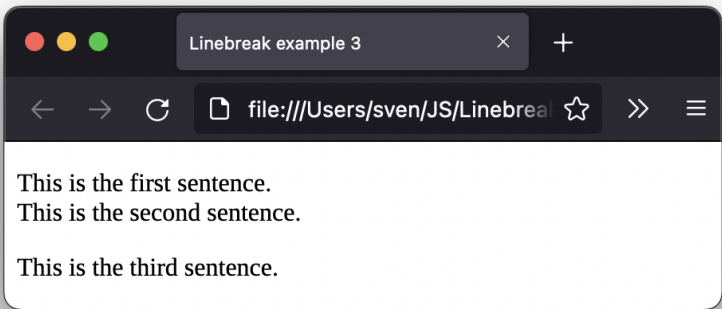 Linebreak example 3
file:///Users/sven/JS/Linebreak
This is the first sentence.
This is the second sentence.
This is the third sentence.